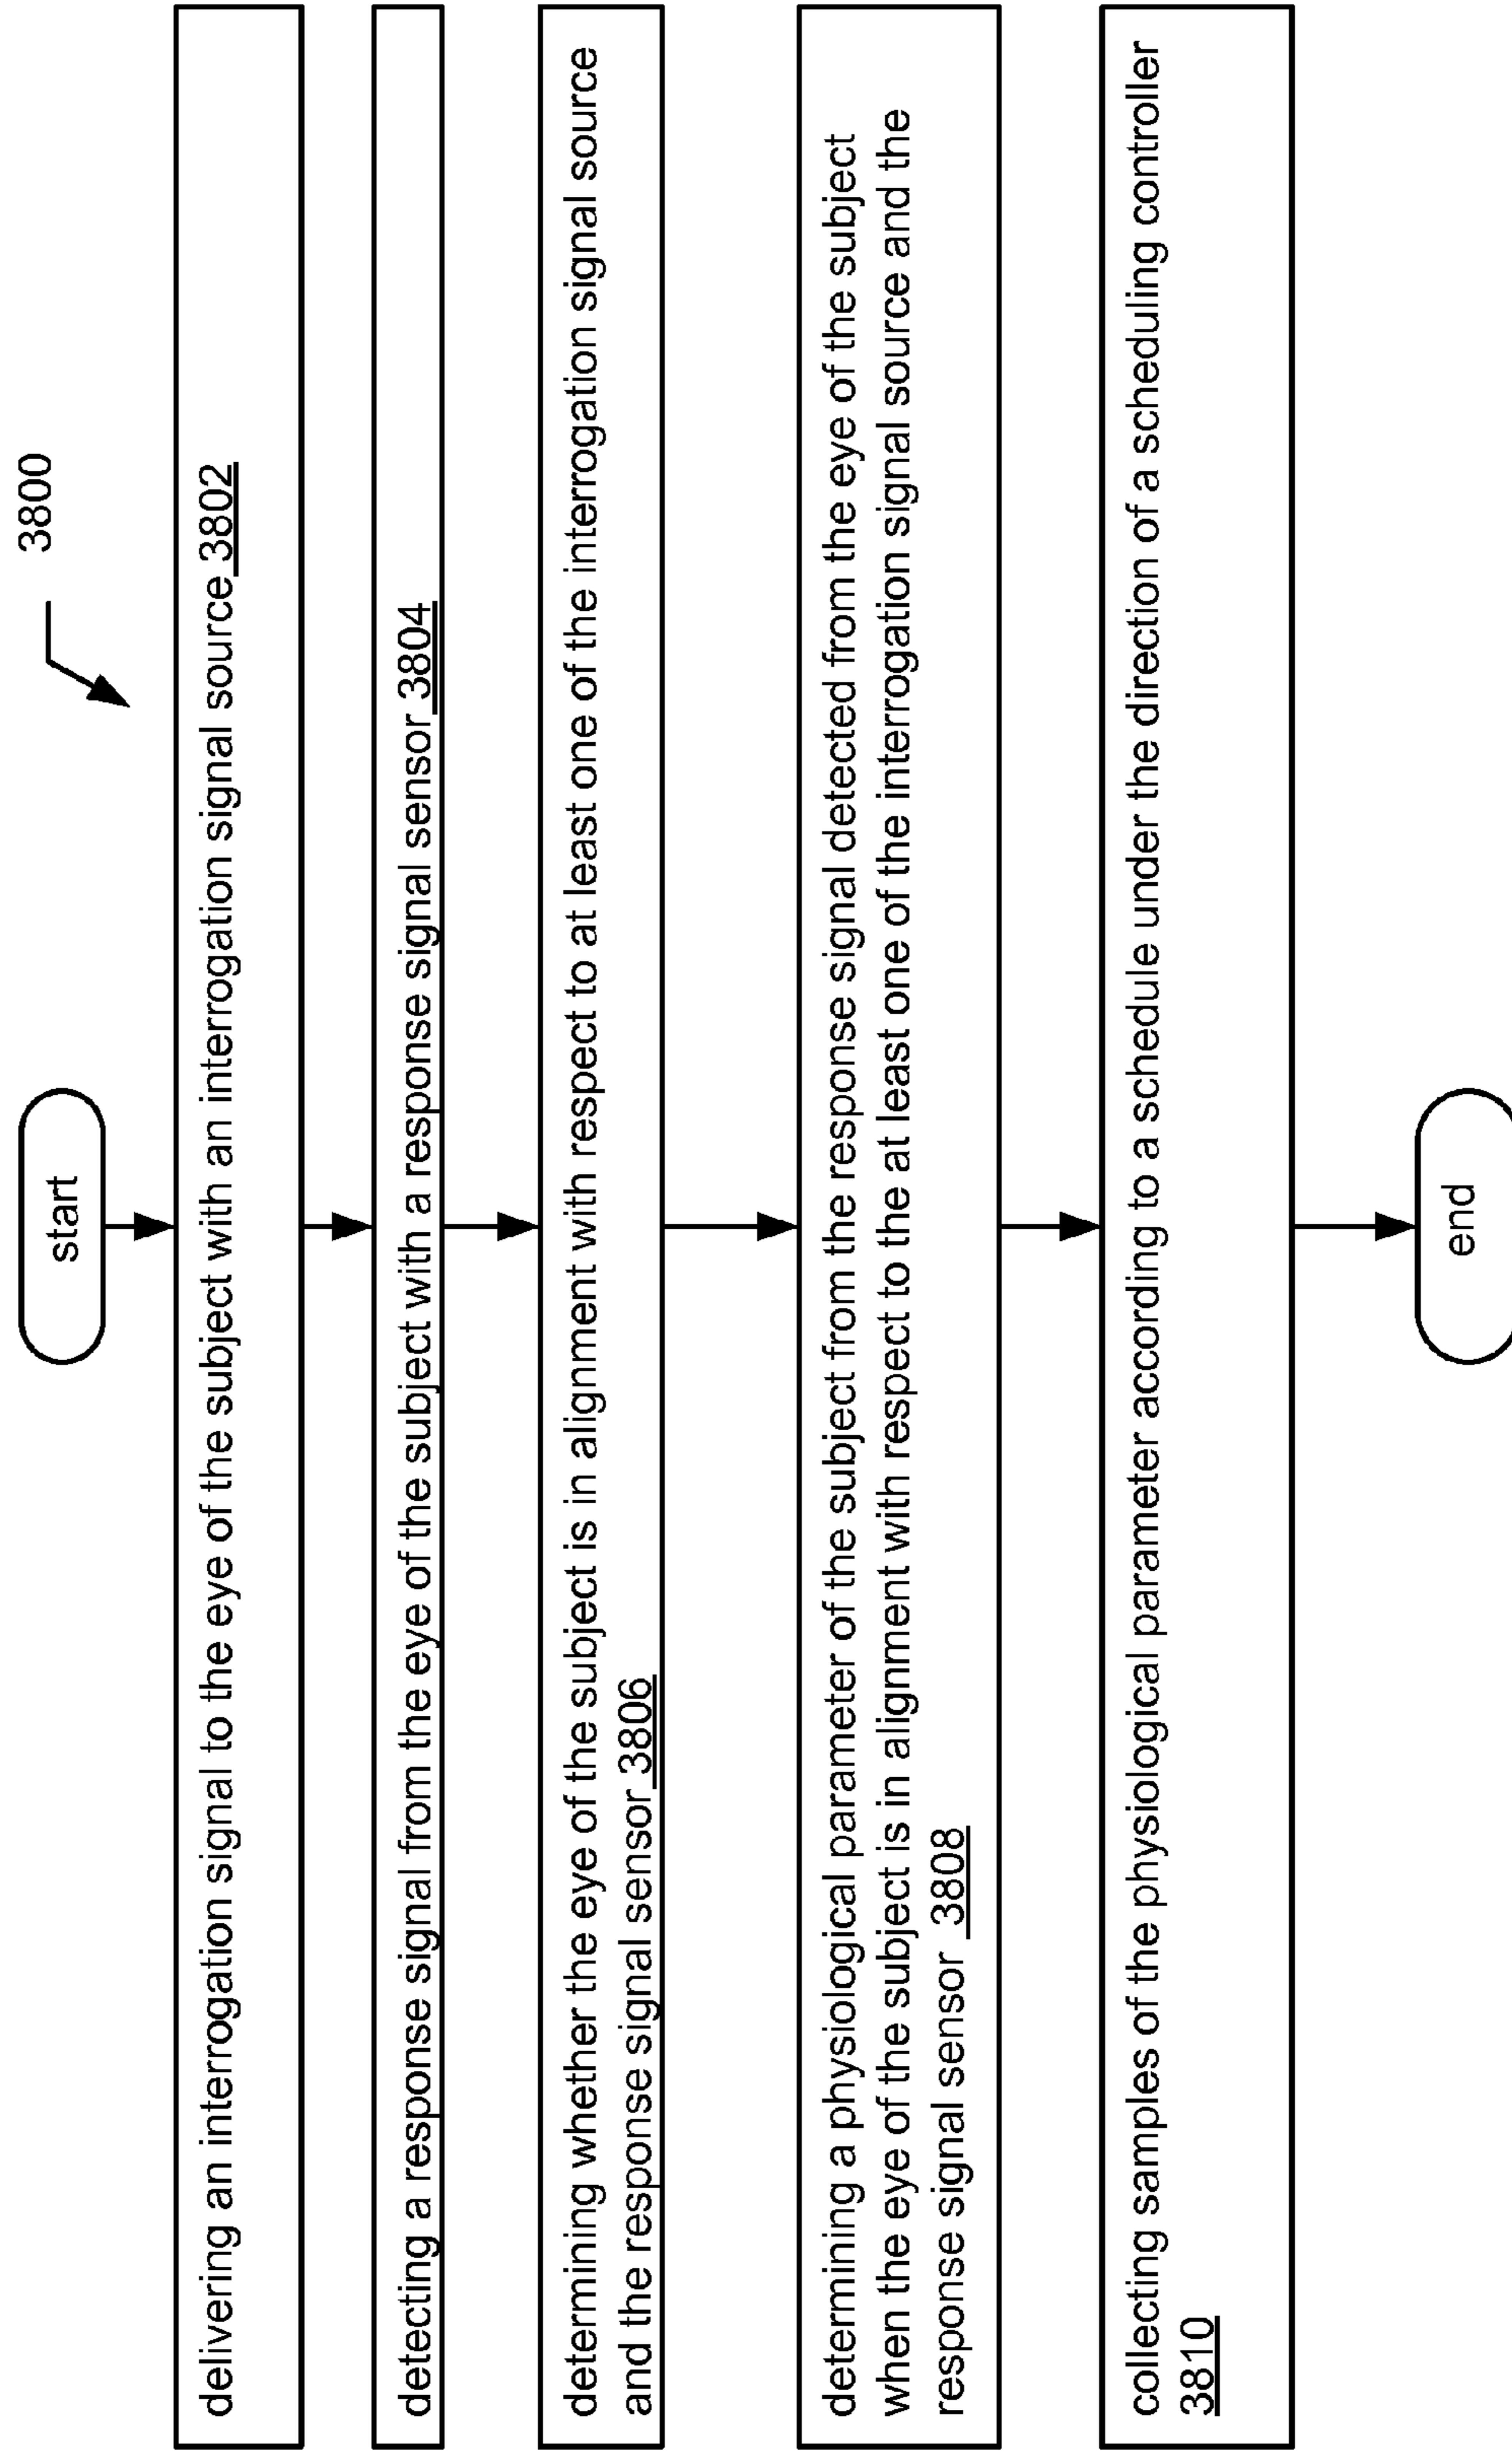 3800
start
delivering an interrogation signal to the eye of the subject with an interrogation signal source 3802
detecting a response signal from the eye of the subject with a response signal sensor 3804
determining whether the eye of the subject is in alignment with respect to at least one of the interrogation signal source
and the response signal sensor 3806
determining a physiological parameter of the subject from the response signal detected from the eye of the subject
when the eye of the subject is in alignment with respect to the at least one of the interrogation signal source and the
response signal sensor 3808
collecting samples of the physiological parameter according to a schedule under the direction of a scheduling controller
3810
end